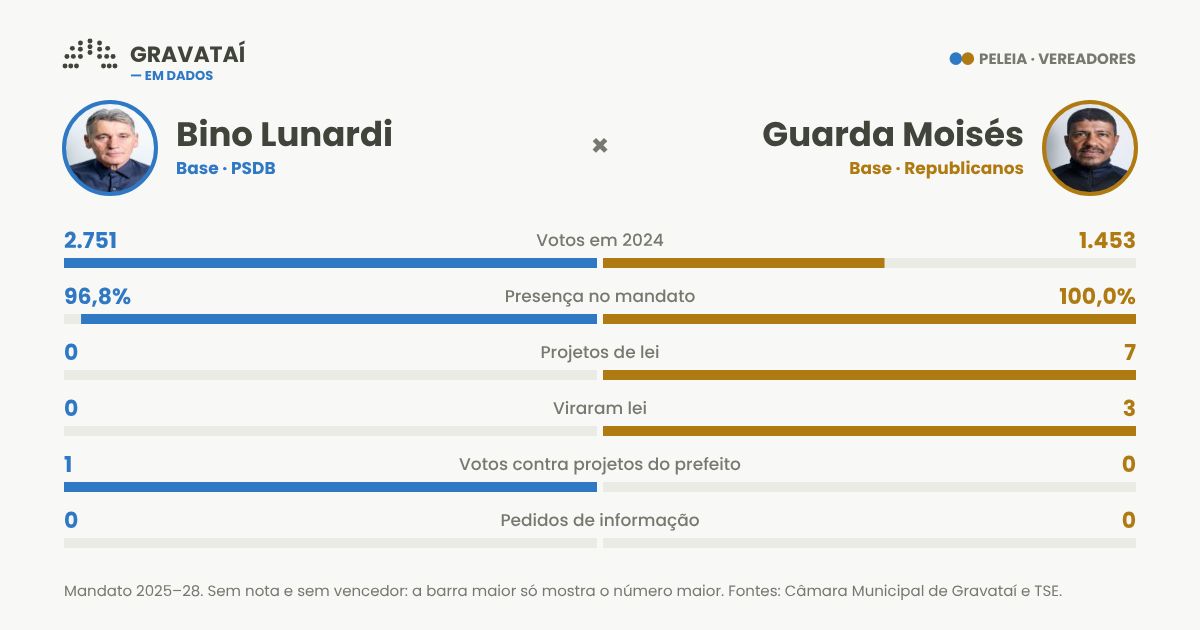 GRAVATAÍ
— EM DADOS
PELEIA · VEREADORES
Bino Lunardi
Base · PSDB
×
Guarda Moisés
Base · Republicanos
2.751 Votos em 2024 1.453
96,8% Presença no mandato 100,0%
0 Projetos de lei 7
0 Viraram lei 3
1 Votos contra projetos do prefeito 0
0 Pedidos de informação 0
Mandato 2025–28. Sem nota e sem vencedor: a barra maior só mostra o número maior. Fontes: Câmara Municipal de Gravataí e TSE.